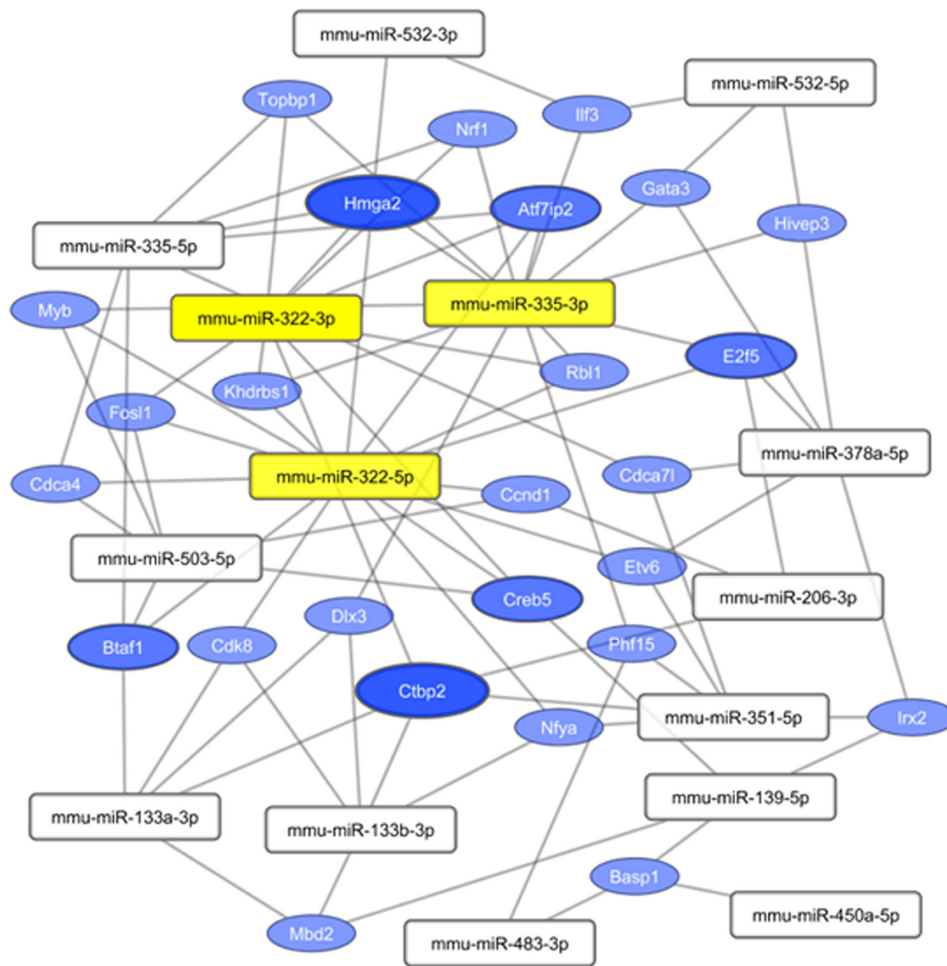 mmu-miR-532-3p
mmu-miR-532-5p
Topbp1
Ilf3
Nrf1
Gata3
Hmga2
Atf7ip2
Hivep3
mmu-miR-335-5p
mmu-miR-335-3p
Myb
mmu-miR-322-3p
E2f5
Rbl1
Khdrbs1
Fosl1
mmu-miR-378a-5p
mmu-miR-322-5p
Cdca7l
Cdca4
Ccnd1
mmu-miR-503-5p
Etv6
Creb5
mmu-miR-206-3p
Dlx3
Btaf1
Cdk8
Phf15
Ctbp2
mmu-miR-351-5p
Irx2
Nfya
mmu-miR-139-5p
mmu-miR-133a-3p
mmu-miR-133b-3p
Basp1
mmu-miR-450a-5p
Mbd2
mmu-miR-483-3p